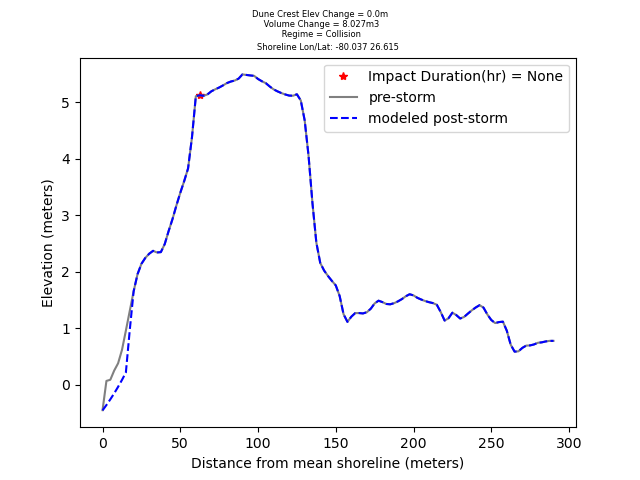 Dune Crest Elev Change = 0.0m
Volume Change = 8.027m3
Regime = Collision
Shoreline Lon/Lat: -80.037 26.615
Impact Duration(hr) = None
pre-storm
modeled post-storm
Elevation (meters)
5
4
3
2
1
0
0 50 100 150 200 250 300
Distance from mean shoreline (meters)